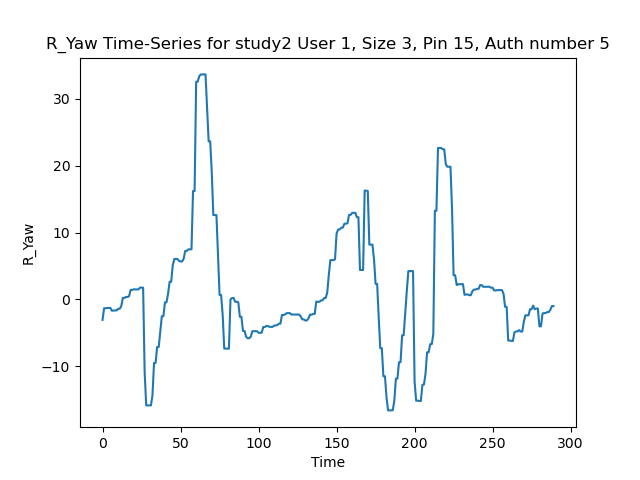 R_Yaw Time-Series for study2 User 1, Size 3, Pin 15, Auth number 5
30
20
10
0
−10
R_Yaw
0 50 100 150 200 250 300
Time